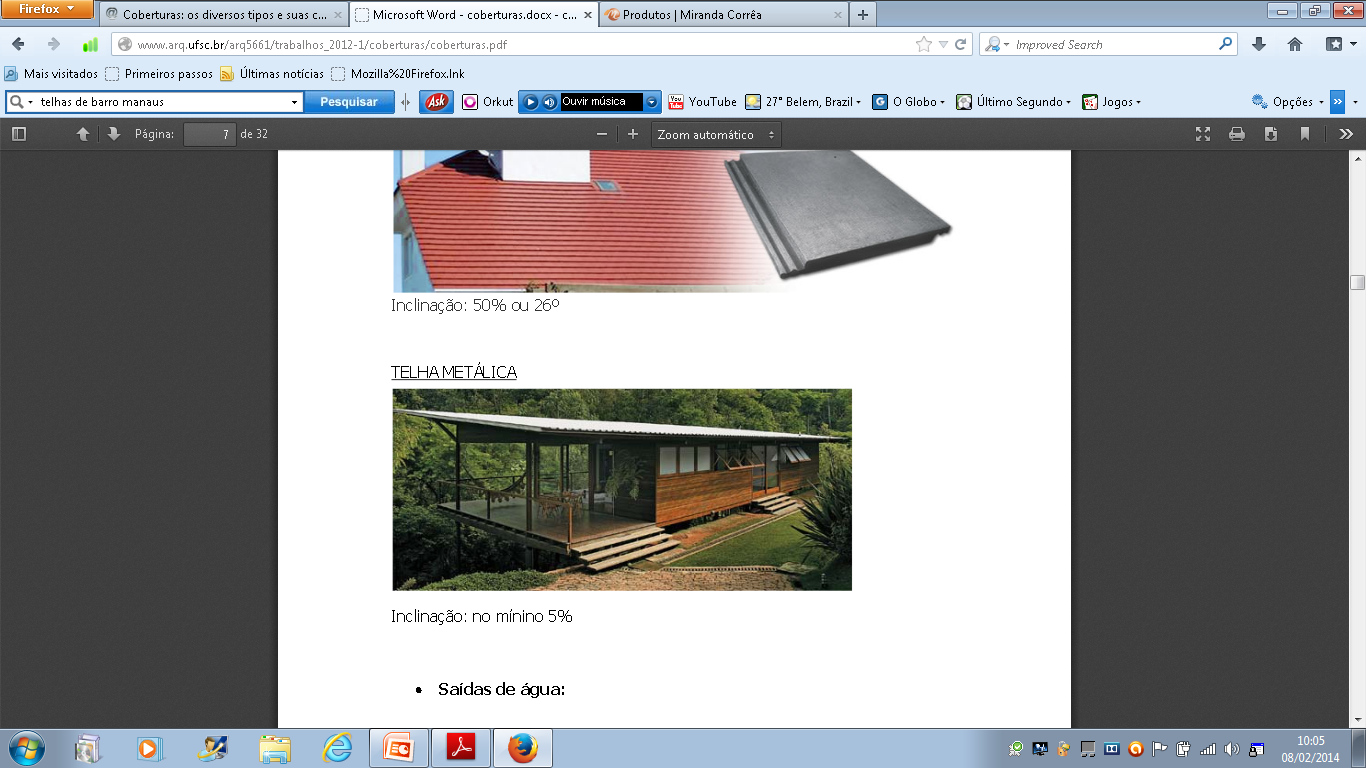 Firefox
Coberturas: os diversos tipos e suas c...
Microsoft Word - coberturas.docx - c...
Produtos | Miranda Corrêa
www.arq.ufsc.br/arq5661/trabalhos_2012-1/coberturas/coberturas.pdf
Improved Search
Mais visitados
Primeiros passos
Últimas notícias
Mozilla%20Firefox.lnk
telhas de barro manaus
Pesquisar
Ask
Orkut
Ouvir música
You Tube
YouTube
27° Belem, Brazil
G
O Globo
Último Segundo
Jogos
Opções
»
Página:
7
de 32
Zoom automático
Inclinação: 50% ou 26º
TELHA METÁLICA
Inclinação: no mínino 5%
• Saídas de água:
10:05
08/02/2014